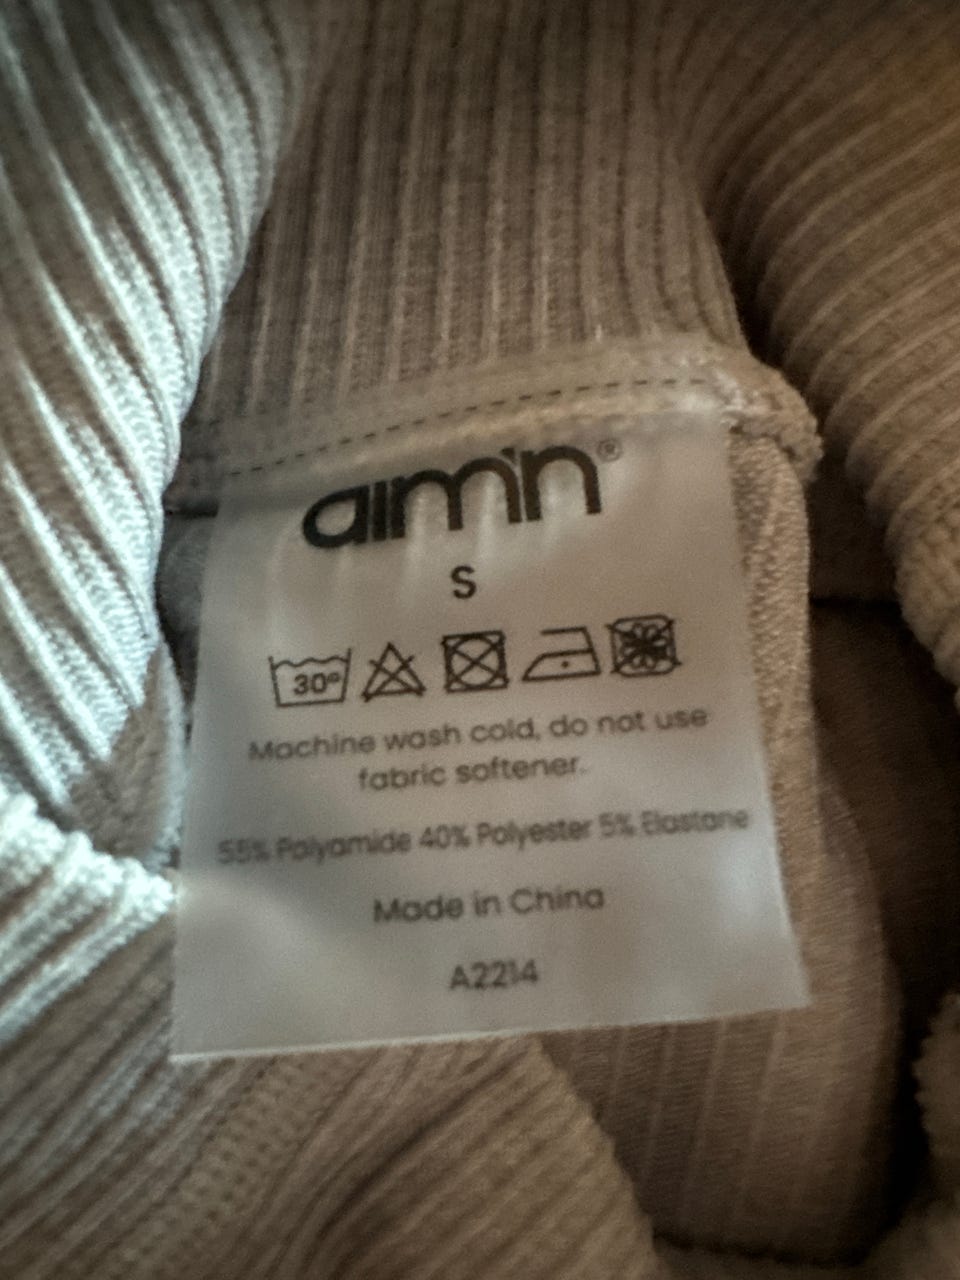 aim'n®
S
30°
Machine wash cold, do not use
fabric softener.
55% Polyamide 40% Polyester 5% Elastane
Made in China
A2214